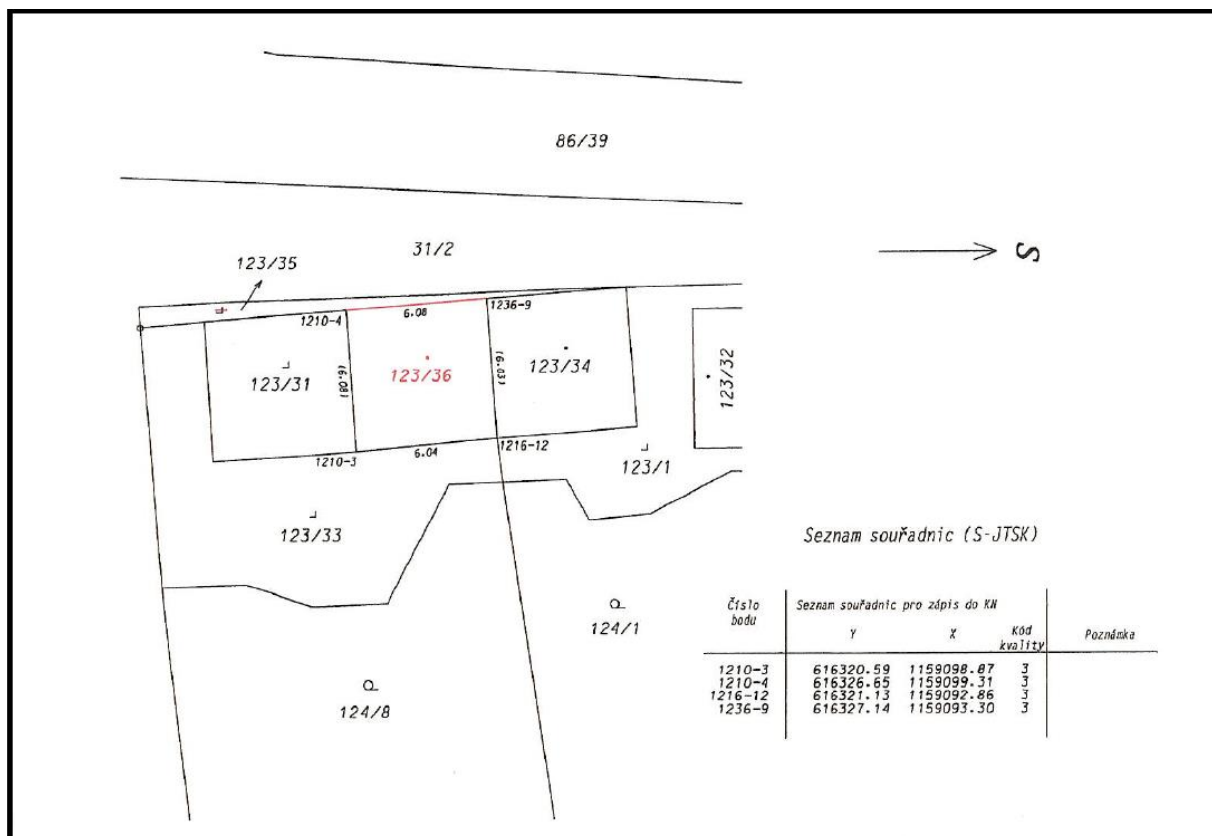 86/39
31/2
S
123/35
1210-4
6.08
1236-9
123/31
(6.08)
123/36
(6.03)
123/34
123/32
1210-3
6.04
1216-12
123/1
123/33
Seznam souřadnic (S-JTSK)
124/1
124/8
Číslo bodu Seznam souřadnic pro zápis do KN
Y X Kód kvality Poznámka
1210-3 616320.59 1159098.87 3
1210-4 616326.65 1159099.31 3
1216-12 616321.13 1159092.86 3
1236-9 616327.14 1159093.30 3